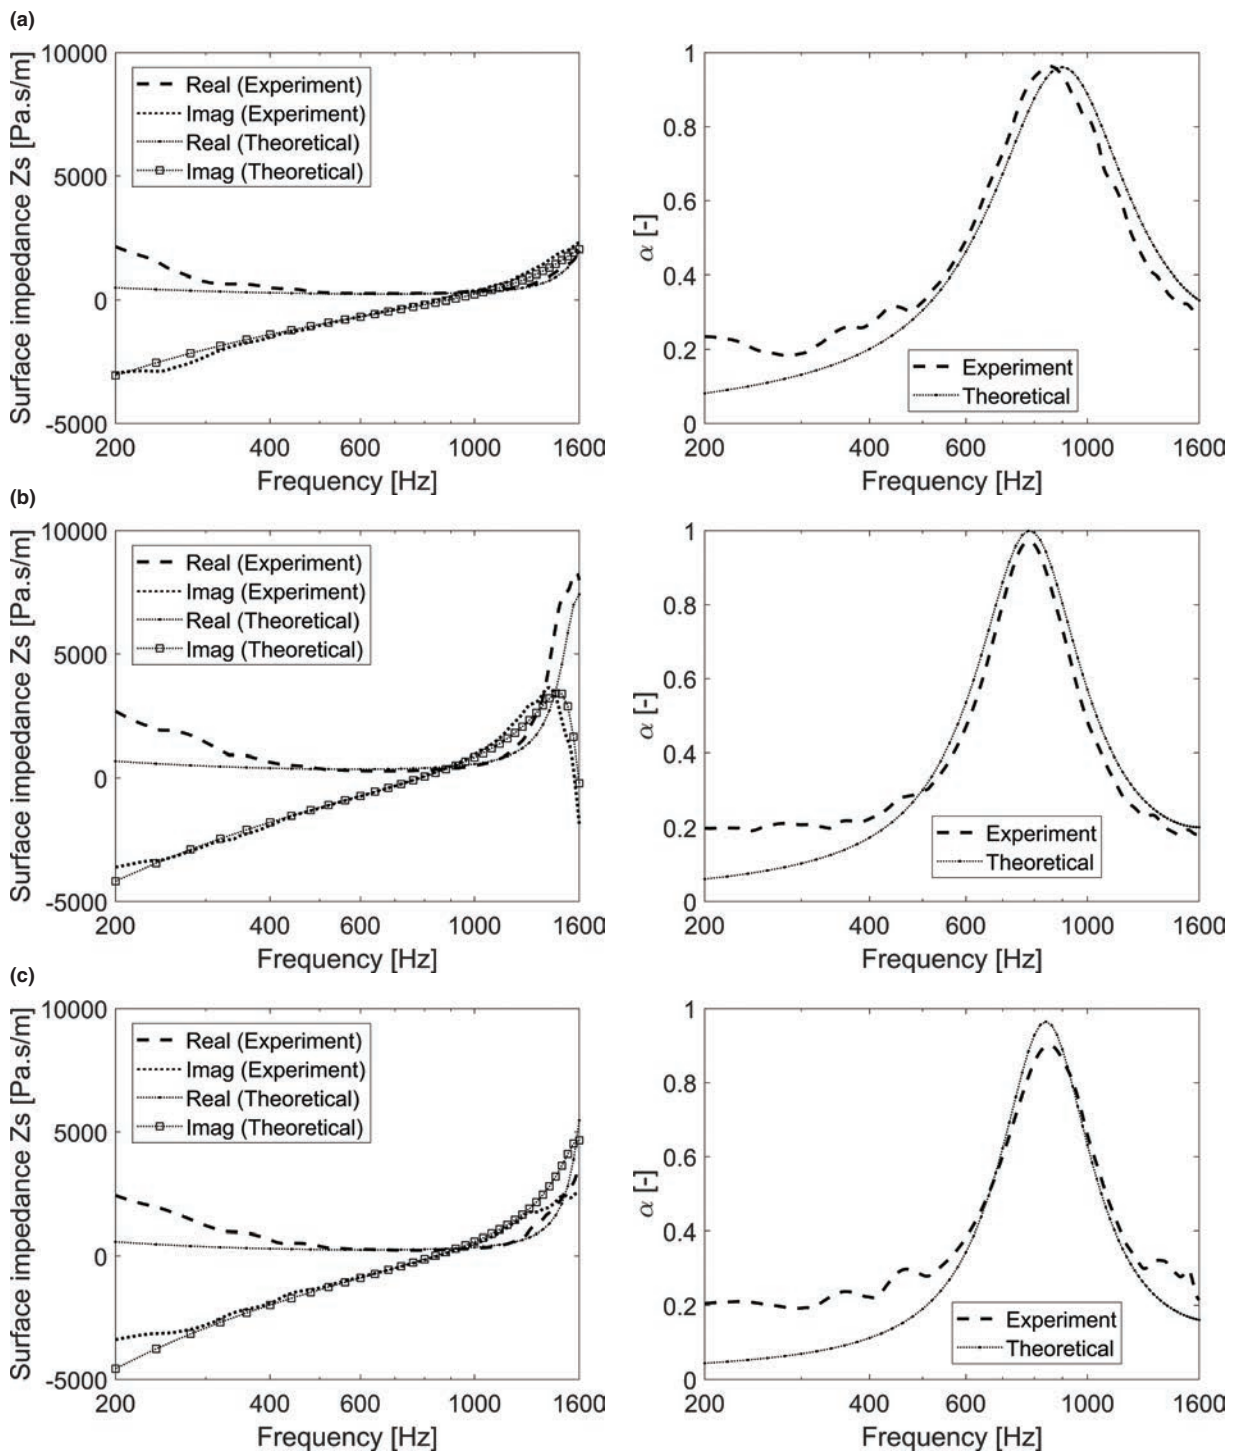 (a)
Surface impedance Zs [Pa.s/m]
10000
5000
0
-5000
Real (Experiment)
Imag (Experiment)
Real (Theoretical)
Imag (Theoretical)
200
400
600
1000
1600
Frequency [Hz]
α [-]
1
0.8
0.6
0.4
0.2
0
Experiment
Theoretical
200
400
600
1000
1600
Frequency [Hz]
(b)
Surface impedance Zs [Pa.s/m]
10000
5000
0
-5000
Real (Experiment)
Imag (Experiment)
Real (Theoretical)
Imag (Theoretical)
200
400
600
1000
1600
Frequency [Hz]
α [-]
1
0.8
0.6
0.4
0.2
0
Experiment
Theoretical
200
400
600
1000
1600
Frequency [Hz]
(c)
Surface impedance Zs [Pa.s/m]
10000
5000
0
-5000
Real (Experiment)
Imag (Experiment)
Real (Theoretical)
Imag (Theoretical)
200
400
600
1000
1600
Frequency [Hz]
α [-]
1
0.8
0.6
0.4
0.2
0
Experiment
Theoretical
200
400
600
1000
1600
Frequency [Hz]